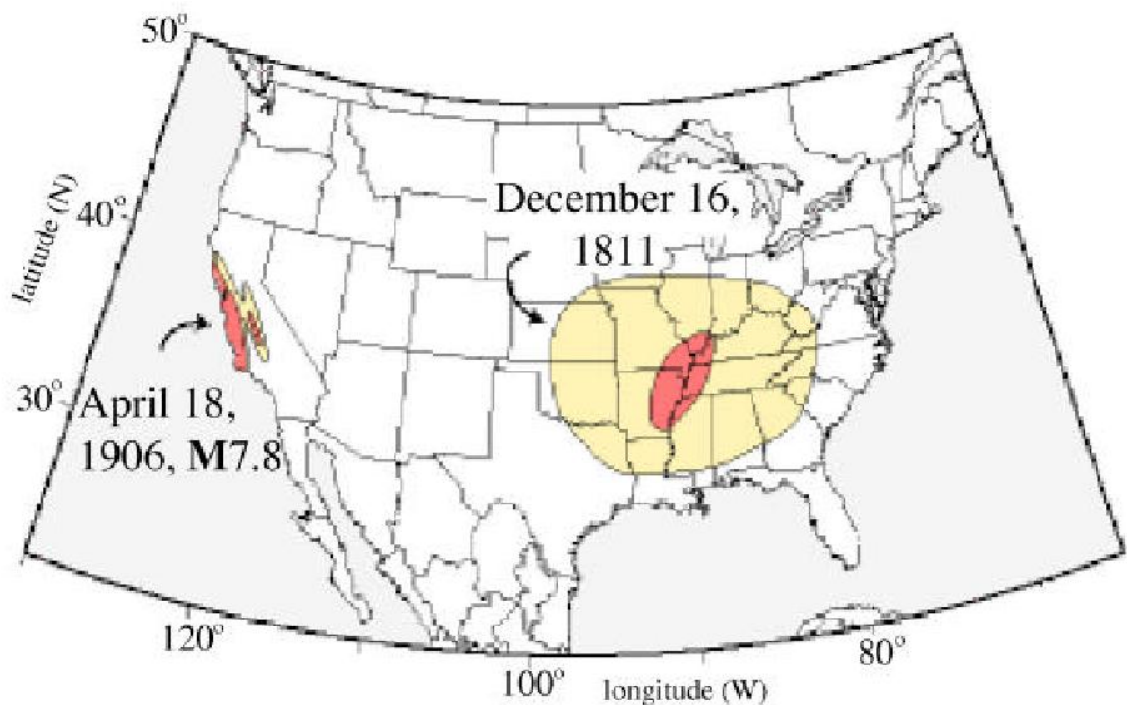 50°
40°
30°
latitude (N)
December 16,
1811
April 18,
1906, M7.8
120°
100°
80°
longitude (W)